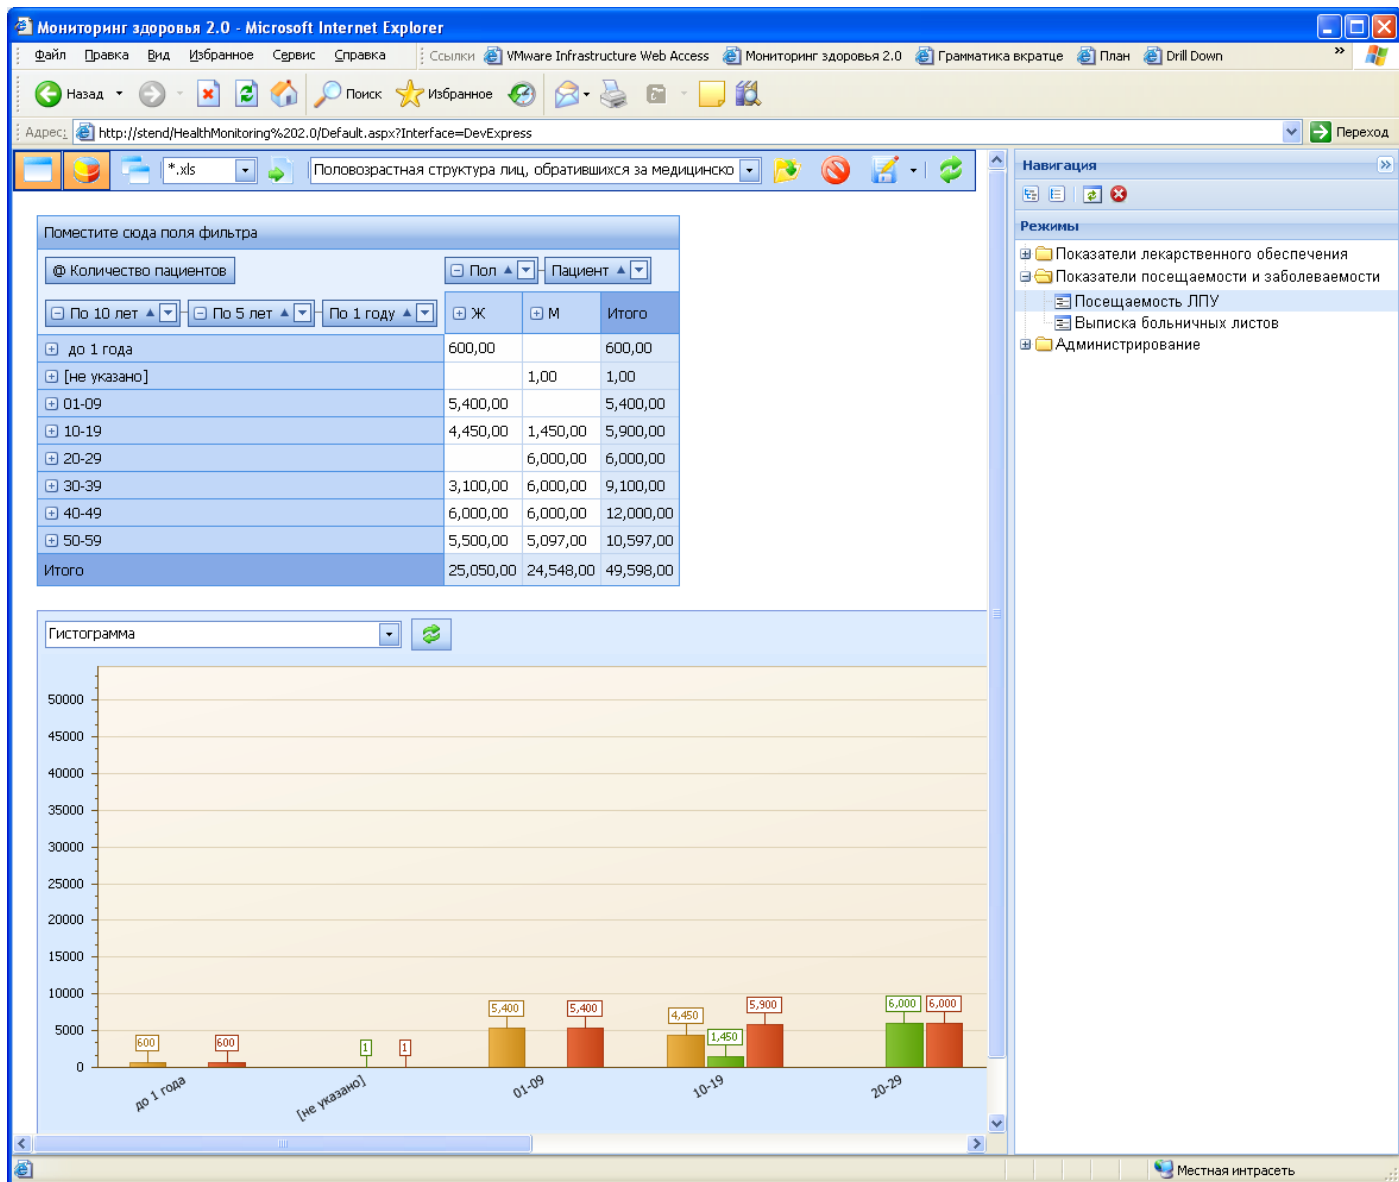 Мониторинг здоровья 2.0 - Microsoft Internet Explorer
Файл Правка Вид Избранное Сервис Справка Ссылки VMware Infrastructure Web Access Мониторинг здоровья 2.0 Грамматика вкратце План Drill Down »
Назад Поиск Избранное
Адрес: http://stend/HealthMonitoring%202.0/Default.aspx?Interface=DevExpress Переход
*.xls Половозрастная структура лиц, обратившихся за медицинско
Поместите сюда поля фильтра
@ Количество пациентов Пол Пациент
По 10 лет По 5 лет По 1 году Ж М Итого
до 1 года 600,00 600,00
[не указано] 1,00 1,00
01-09 5,400,00 5,400,00
10-19 4,450,00 1,450,00 5,900,00
20-29 6,000,00 6,000,00
30-39 3,100,00 6,000,00 9,100,00
40-49 6,000,00 6,000,00 12,000,00
50-59 5,500,00 5,097,00 10,597,00
Итого 25,050,00 24,548,00 49,598,00
Гистограмма
50000
45000
40000
35000
30000
25000
20000
15000
10000
5000
0
600 600 1 1 5,400 5,400 4,450 1,450 5,900 6,000 6,000
до 1 года [не указано] 01-09 10-19 20-29
Навигация
Режимы
Показатели лекарственного обеспечения
Показатели посещаемости и заболеваемости
Посещаемость ЛПУ
Выписка больничных листов
Администрирование
Местная интрасеть